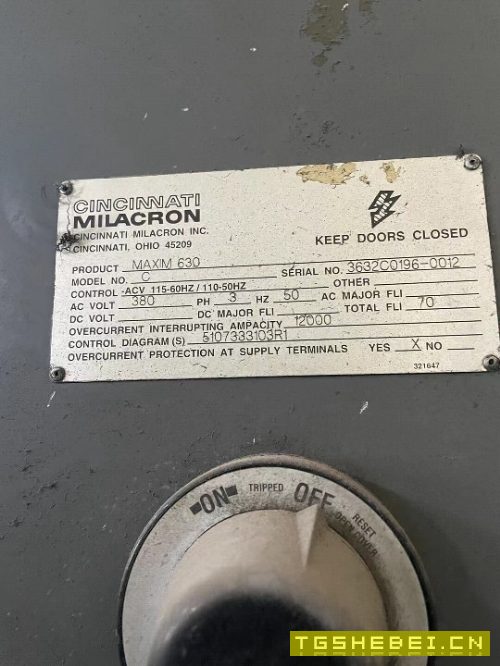 CINCINNATI
MILACRON
CINCINNATI MILACRON INC.
CINCINNATI, OHIO 45209
KEEP DOORS CLOSED
PRODUCT MAXIM 630
MODEL NO. C SERIAL NO. 3632C0196-0012
CONTROL: ACV 115-60HZ / 110-50HZ OTHER
AC VOLT 380 PH 3 HZ 50 AC MAJOR FLI
DC VOLT DC MAJOR FLI TOTAL FLI 70
OVERCURRENT INTERRUPTING AMPACITY 12000
CONTROL DIAGRAM (S) 5107333103R1
OVERCURRENT PROTECTION AT SUPPLY TERMINALS YES X NO
321647
ON TRIPPED OFF RESET
OPEN COVER
TGSHEBEI.CN